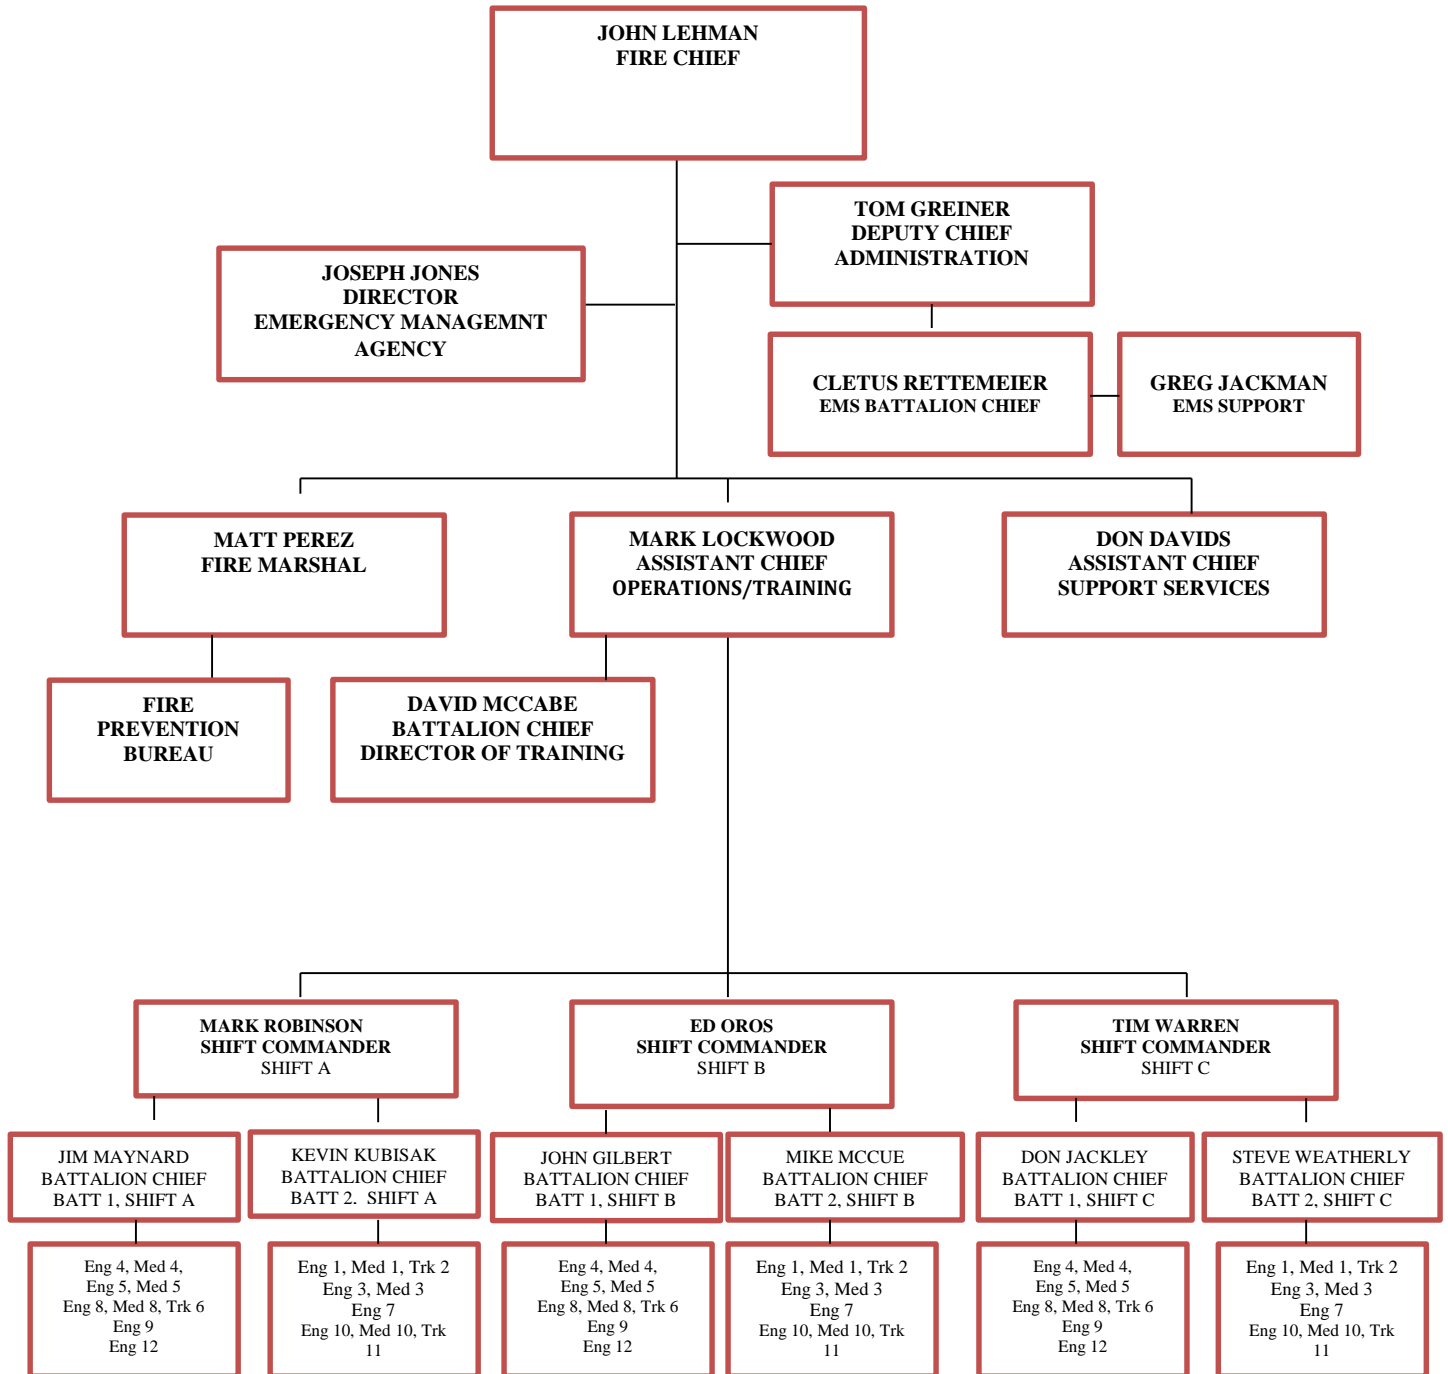 JOHN LEHMAN
FIRE CHIEF
TOM GREINER
DEPUTY CHIEF
ADMINISTRATION
JOSEPH JONES
DIRECTOR
EMERGENCY MANAGEMNT
AGENCY
CLETUS RETTEMEIER
EMS BATTALION CHIEF
GREG JACKMAN
EMS SUPPORT
MATT PEREZ
FIRE MARSHAL
MARK LOCKWOOD
ASSISTANT CHIEF
OPERATIONS/TRAINING
DON DAVIDS
ASSISTANT CHIEF
SUPPORT SERVICES
FIRE
PREVENTION
BUREAU
DAVID MCCABE
BATTALION CHIEF
DIRECTOR OF TRAINING
MARK ROBINSON
SHIFT COMMANDER
SHIFT A
ED OROS
SHIFT COMMANDER
SHIFT B
TIM WARREN
SHIFT COMMANDER
SHIFT C
JIM MAYNARD
BATTALION CHIEF
BATT 1, SHIFT A
KEVIN KUBISAK
BATTALION CHIEF
BATT 2. SHIFT A
JOHN GILBERT
BATTALION CHIEF
BATT 1, SHIFT B
MIKE MCCUE
BATTALION CHIEF
BATT 2, SHIFT B
DON JACKLEY
BATTALION CHIEF
BATT 1, SHIFT C
STEVE WEATHERLY
BATTALION CHIEF
BATT 2, SHIFT C
Eng 4, Med 4,
Eng 5, Med 5
Eng 8, Med 8, Trk 6
Eng 9
Eng 12
Eng 1, Med 1, Trk 2
Eng 3, Med 3
Eng 7
Eng 10, Med 10, Trk
11
Eng 4, Med 4,
Eng 5, Med 5
Eng 8, Med 8, Trk 6
Eng 9
Eng 12
Eng 1, Med 1, Trk 2
Eng 3, Med 3
Eng 7
Eng 10, Med 10, Trk
11
Eng 4, Med 4,
Eng 5, Med 5
Eng 8, Med 8, Trk 6
Eng 9
Eng 12
Eng 1, Med 1, Trk 2
Eng 3, Med 3
Eng 7
Eng 10, Med 10, Trk
11